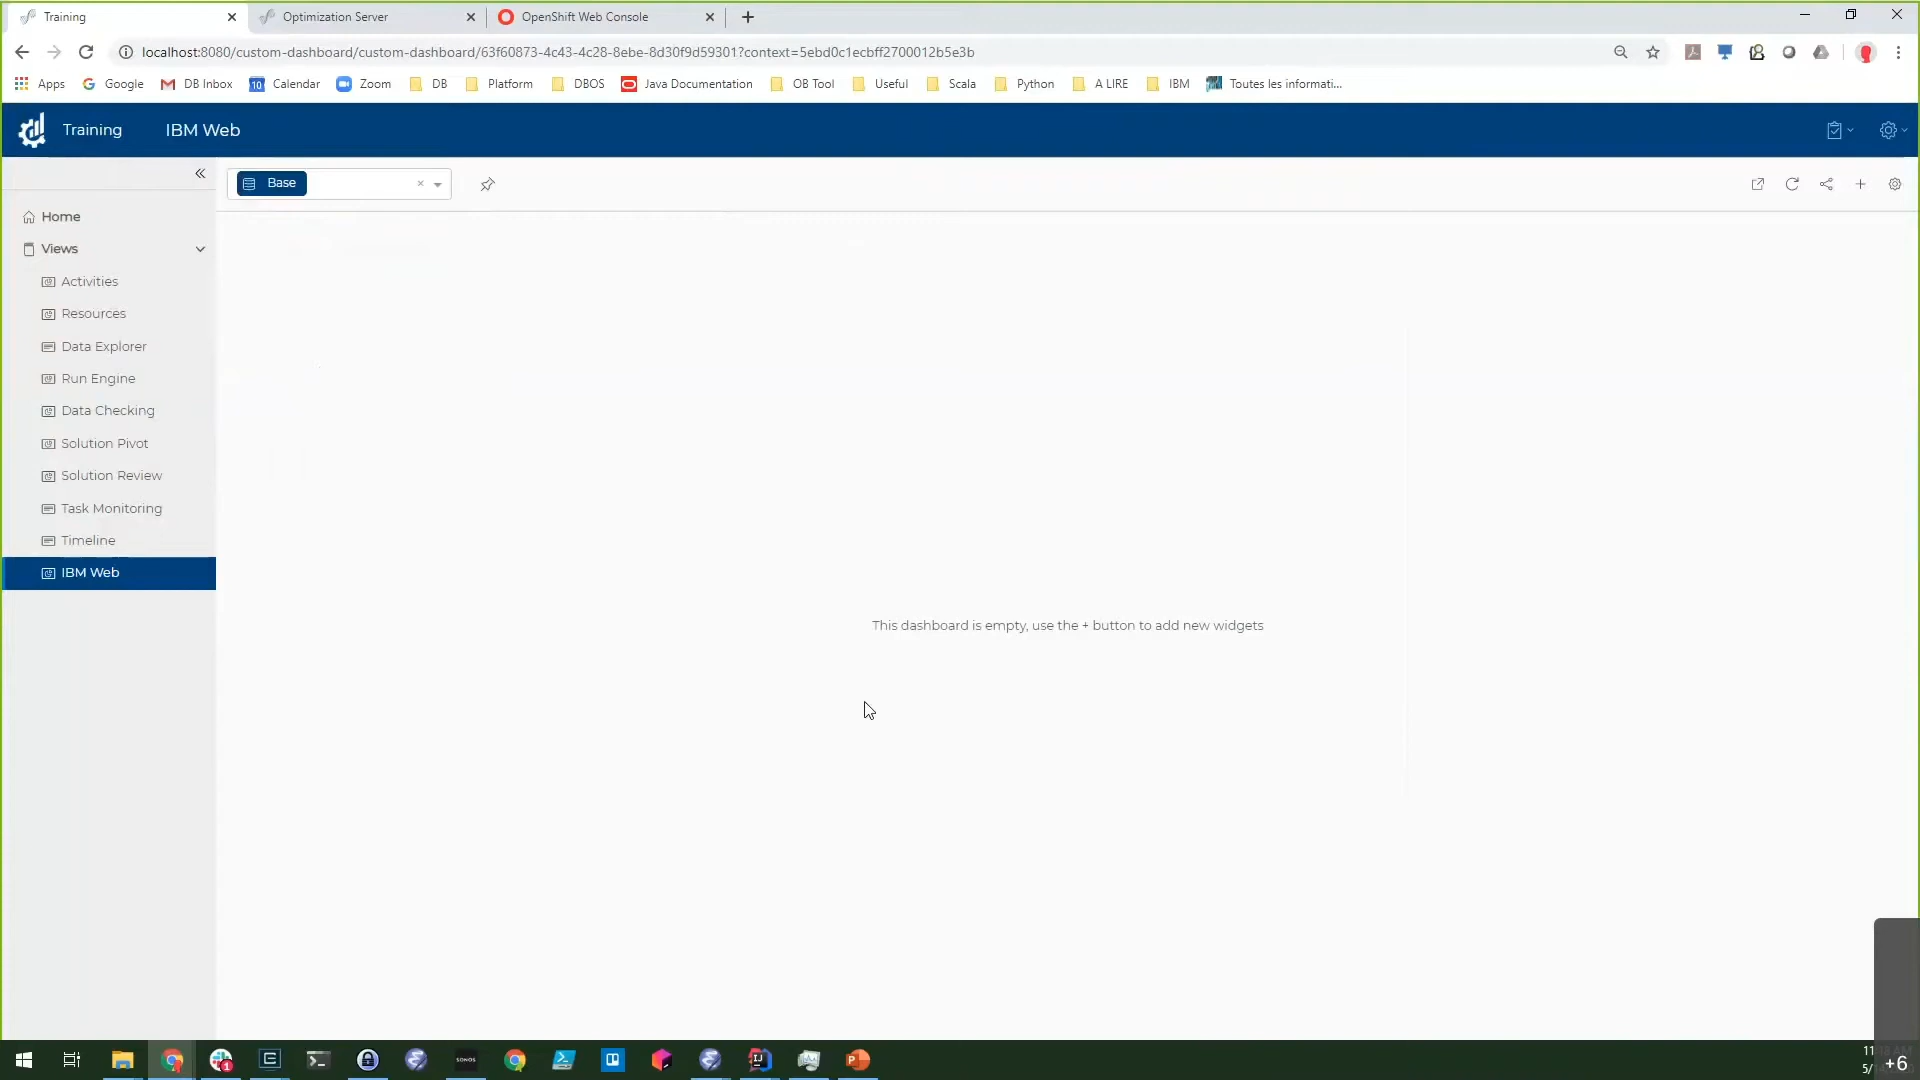 Training
Optimization Server
OpenShift Web Console
localhost:8080/custom-dashboard/custom-dashboard/63f60873-4c43-4c28-8ebe-8d30f9d59301?context=5ebd0c1ecbff2700012b5e3b
Apps Google DB Inbox 10 Calendar Zoom DB Platform DBOS Java Documentation OB Tool Useful Scala Python A LIRE IBM Toutes les informati...
Training IBM Web
Base
Home
Views
Activities
Resources
Data Explorer
Run Engine
Data Checking
Solution Pivot
Solution Review
Task Monitoring
Timeline
IBM Web
This dashboard is empty, use the + button to add new widgets
SONOS
+6